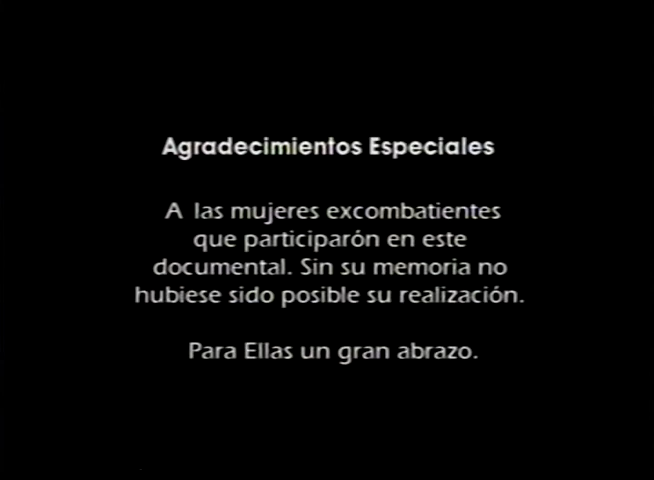 Agradecimientos Especiales
A las mujeres excombatientes
que participarón en este
documental. Sin su memoria no
hubiese sido posible su realización.
Para Ellas un gran abrazo.